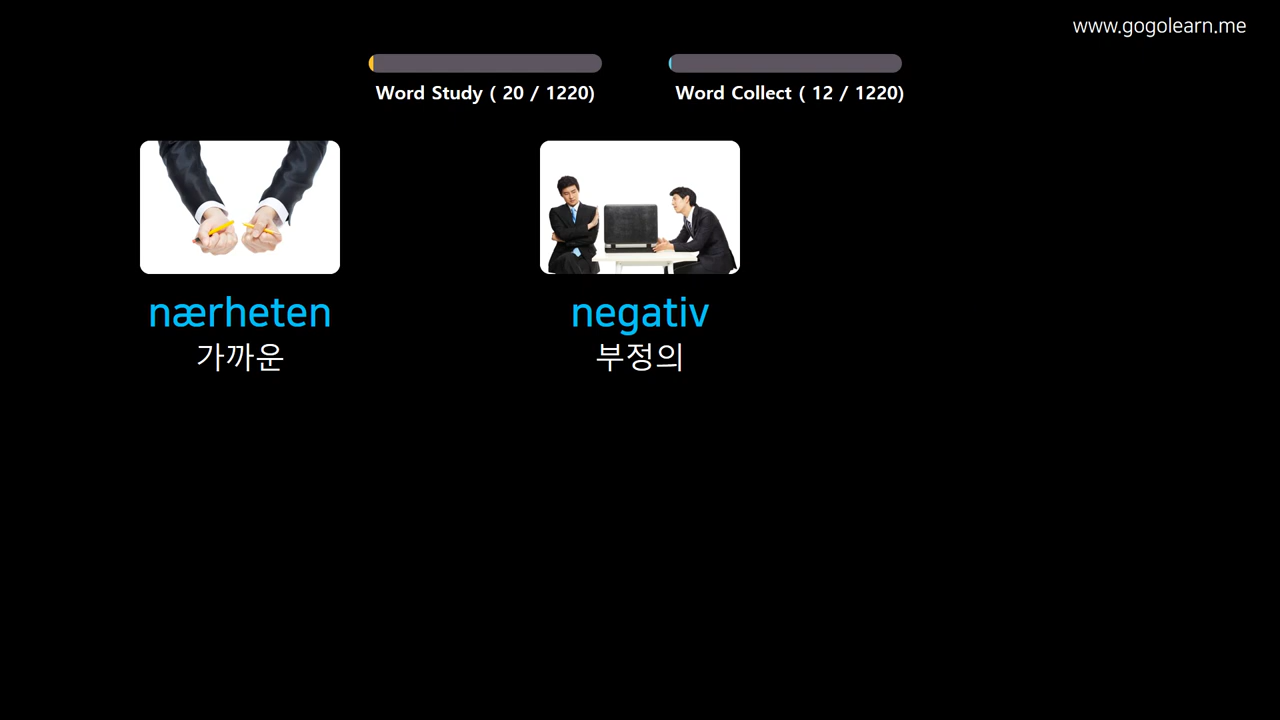 www.gogolearn.me
Word Study ( 20 / 1220)
Word Collect ( 12 / 1220)
nærheten
가까운
negativ
부정의